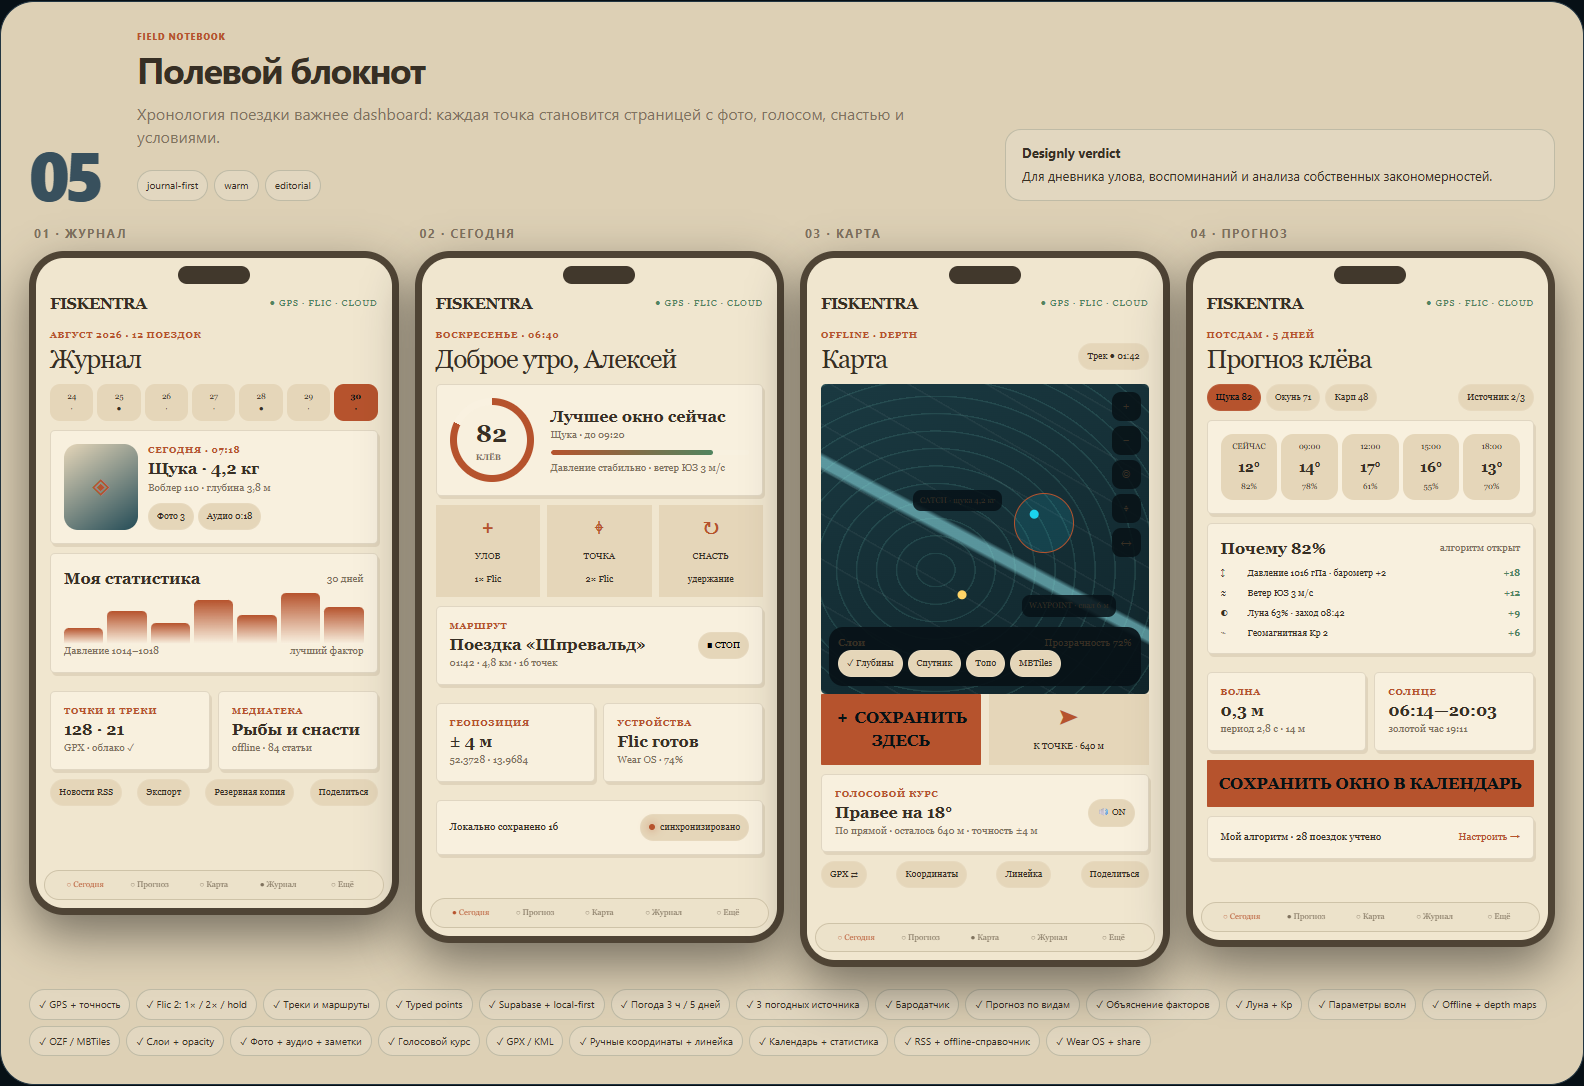 FIELD NOTEBOOK
Полевой блокнот
Хронология поездки важнее dashboard: каждая точка становится страницей с фото, голосом, снастью и
условиями.
05
journal-first
warm
editorial
Designly verdict
Для дневника улова, воспоминаний и анализа собственных закономерностей.
01 · ЖУРНАЛ
FISKENTRA
● GPS · FLIC · CLOUD
АВГУСТ 2026 · 12 ПОЕЗДОК
Журнал
24
25
26
27
28
29
30
СЕГОДНЯ · 07:18
Щука · 4,2 кг
Воблер 110 · глубина 3,8 м
Фото 3
Аудио 0:18
Моя статистика
30 дней
Давление 1014–1018
лучший фактор
ТОЧКИ И ТРЕКИ
128 · 21
GPX · облако ✓
МЕДИАТЕКА
Рыбы и снасти
offline · 84 статьи
Новости RSS
Экспорт
Резервная копия
Поделиться
○ Сегодня
○ Прогноз
○ Карта
● Журнал
○ Ещё
02 · СЕГОДНЯ
FISKENTRA
● GPS · FLIC · CLOUD
ВОСКРЕСЕНЬЕ · 06:40
Доброе утро, Алексей
82
КЛЁВ
Лучшее окно сейчас
Щука · до 09:20
Давление стабильно · ветер ЮЗ 3 м/с
+
УЛОВ
1× Flic
⌖
ТОЧКА
2× Flic
↻
СНАСТЬ
удержание
МАРШРУТ
Поездка «Шпревальд»
01:42 · 4,8 км · 16 точек
■ СТОП
ГЕОПОЗИЦИЯ
± 4 м
52.3728 · 13.9684
УСТРОЙСТВА
Flic готов
Wear OS · 74%
Локально сохранено 16
● синхронизировано
● Сегодня
○ Прогноз
○ Карта
○ Журнал
○ Ещё
03 · КАРТА
FISKENTRA
● GPS · FLIC · CLOUD
OFFLINE · DEPTH
Карта
Трек ● 01:42
CATCH · щука 4,2 кг
WAYPOINT
Слои
Прозрачность 72%
✓ Глубины
Спутник
Топо
MBTiles
+ СОХРАНИТЬ
ЗДЕСЬ
➤
К ТОЧКЕ · 640 м
ГОЛОСОВОЙ КУРС
Правее на 18°
По прямой · осталось 640 м · точность ±4 м
ON
GPX ⇄
Координаты
Линейка
Поделиться
○ Сегодня
○ Прогноз
● Карта
○ Журнал
○ Ещё
04 · ПРОГНОЗ
FISKENTRA
● GPS · FLIC · CLOUD
ПОТСДАМ · 5 ДНЕЙ
Прогноз клёва
Щука 82
Окунь 71
Карп 48
Источник 2/3
СЕЙЧАС
12°
82%
09:00
14°
78%
12:00
17°
61%
15:00
16°
55%
18:00
13°
70%
Почему 82%
алгоритм открыт
↕ Давление 1016 гПа · барометр +2 +18
≈ Ветер ЮЗ 3 м/с +12
◐ Луна 63% · заход 08:42 +9
~ Геомагнитная Kp 2 +6
ВОЛНА
0,3 м
период 2,8 с · 14 м
СОЛНЦЕ
06:14—20:03
золотой час 19:11
СОХРАНИТЬ ОКНО В КАЛЕНДАРЬ
Мой алгоритм · 28 поездок учтено
Настроить →
○ Сегодня
● Прогноз
○ Карта
○ Журнал
○ Ещё
✓ GPS + точность
✓ Flic 2: 1× / 2× / hold
✓ Треки и маршруты
✓ Typed points
✓ Supabase + local-first
✓ Погода 3 ч / 5 дней
✓ 3 погодных источника
✓ Бародатчик
✓ Прогноз по видам
✓ Объяснение факторов
✓ Луна + Kp
✓ Параметры волн
✓ Offline + depth maps
✓ OZF / MBTiles
✓ Слои + opacity
✓ Фото + аудио + заметки
✓ Голосовой курс
✓ GPX / KML
✓ Ручные координаты + линейка
✓ Календарь + статистика
✓ RSS + offline-справочник
✓ Wear OS + share